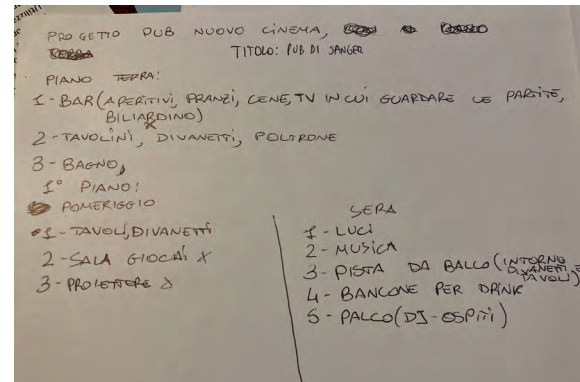 PROGETTO PUB NUOVO CINEMA,
TITOLO: PUB DI SANGER
PIANO TERRA:
1 - BAR (APERITIVI, PRANZI, CENE, TV IN CUI GUARDARE LE PARTITE,
BILIARDINO)
2 - TAVOLINI, DIVANETTI, POLTRONE
3 - BAGNO,
1° PIANO:
POMERIGGIO
1 - TAVOLI, DIVANETTI
2 - SALA GIOCAI X
3 - PROIETTORE
SERA
1 - LUCI
2 - MUSICA
3 - PISTA DA BALLO (INTORNO
DIVANETTI E
TAVOLI)
4 - BANCONE PER DRINK
5 - PALCO (DJ - OSPITI)